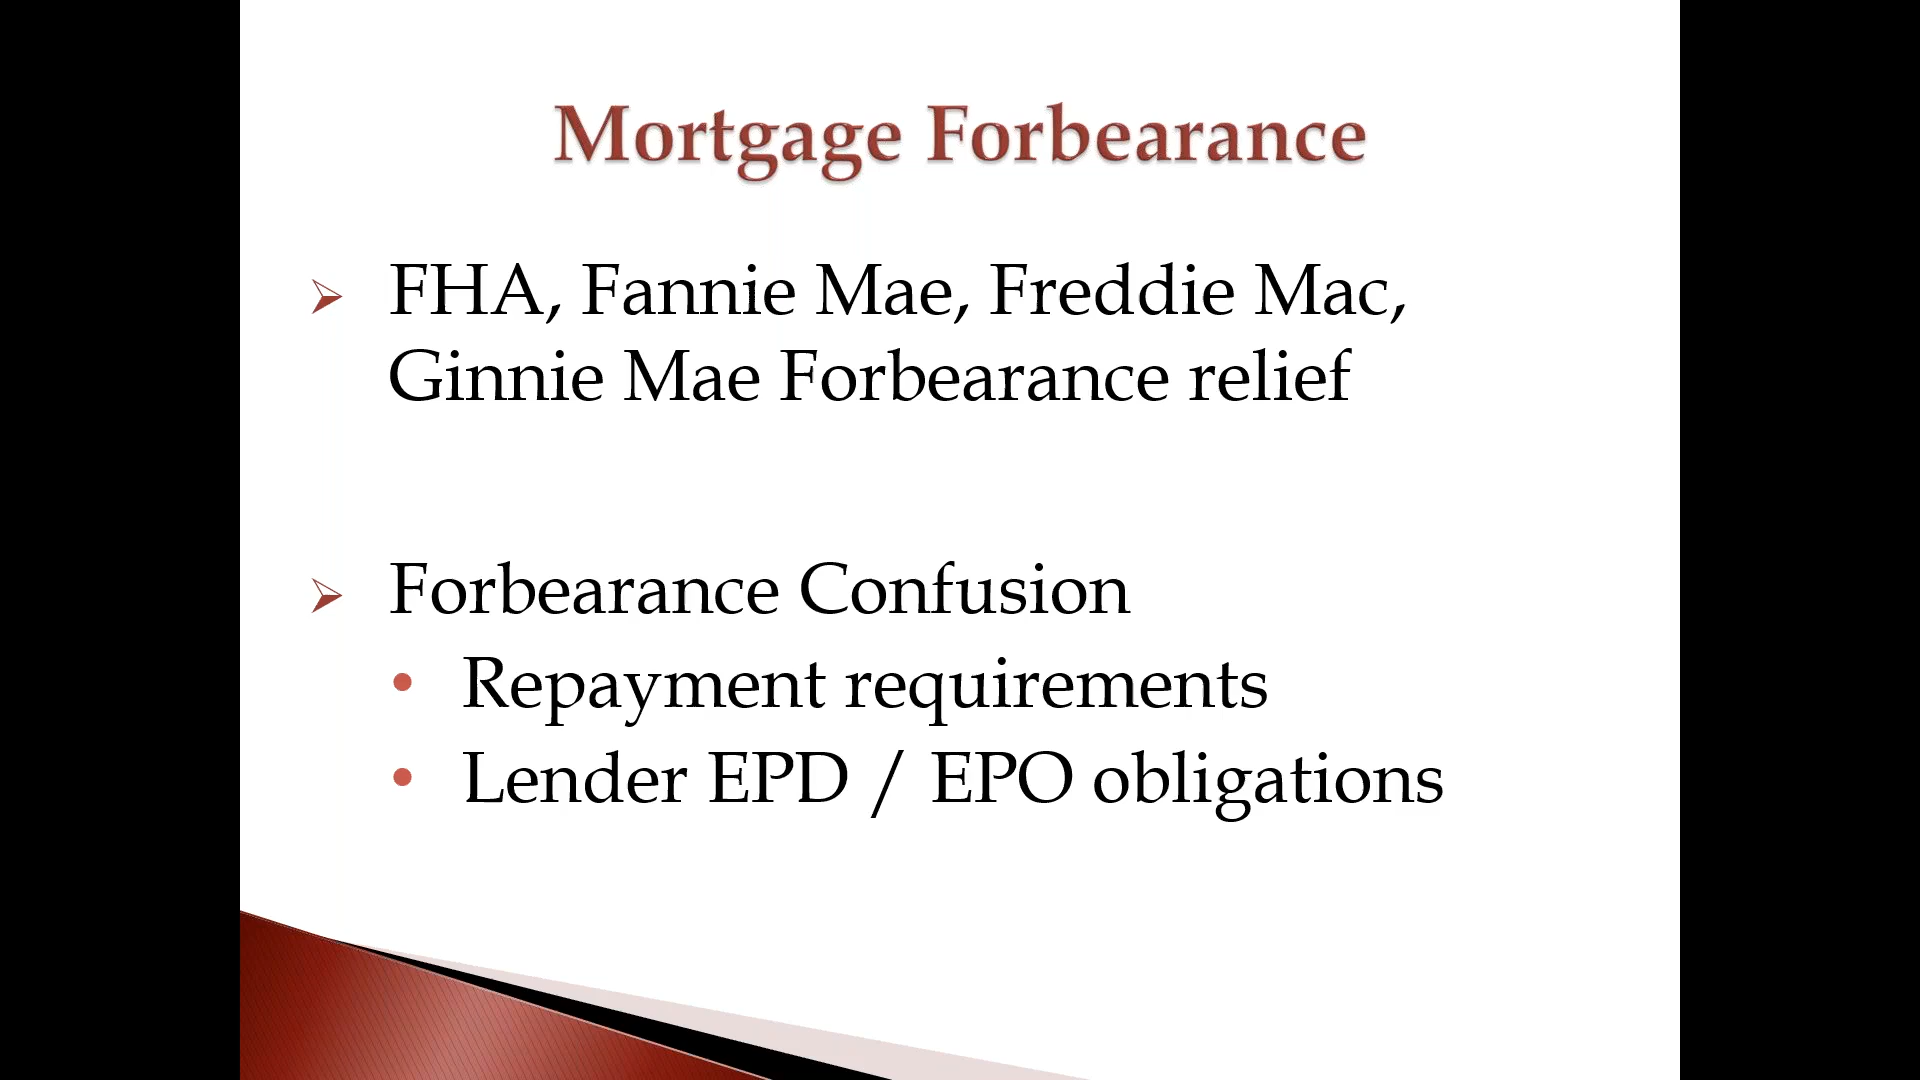 Mortgage Forbearance
FHA, Fannie Mae, Freddie Mac,
Ginnie Mae Forbearance relief
Forbearance Confusion
Repayment requirements
Lender EPD / EPO obligations